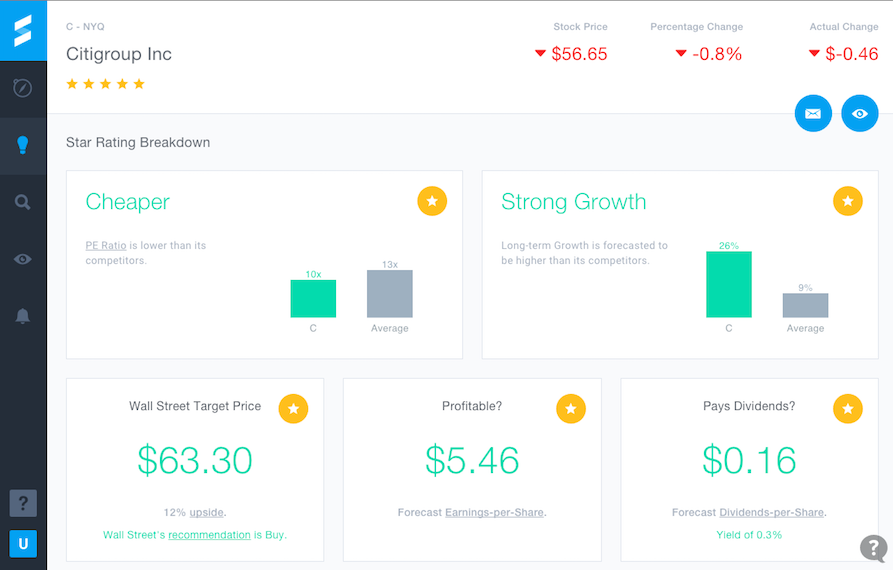 C - NYQ
Citigroup Inc
Stock Price
$56.65
Percentage Change
-0.8%
Actual Change
$-0.46
Star Rating Breakdown
Cheaper
PE Ratio is lower than its
competitors.
10x
13x
C
Average
Strong Growth
Long-term Growth is forecasted to
be higher than its competitors.
26%
9%
C
Average
Wall Street Target Price
$63.30
12% upside.
Wall Street's recommendation is Buy.
Profitable?
$5.46
Forecast Earnings-per-Share.
Pays Dividends?
$0.16
Forecast Dividends-per-Share.
Yield of 0.3%
?
U
?